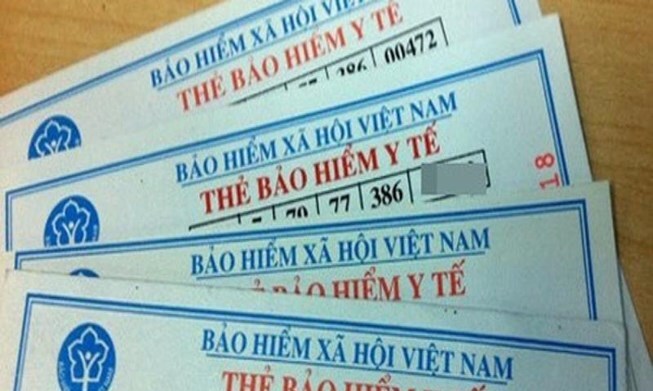 BẢO HIỂM XÃ HỘI VIỆT
THẺ BẢO HIỂM Y TẾ
386 00472
BẢO HIỂM XÃ HỘI VIỆT NAM
THẺ BẢO HIỂM Y TẾ
79 77 386
18
BẢO HIỂM XÃ HỘI VIỆT NAM
THẺ BẢO HIỂM Y TẾ
BẢO HIỂM XÃ HỘI VIỆT NAM
THẺ BẢO HIỂM Y TẾ